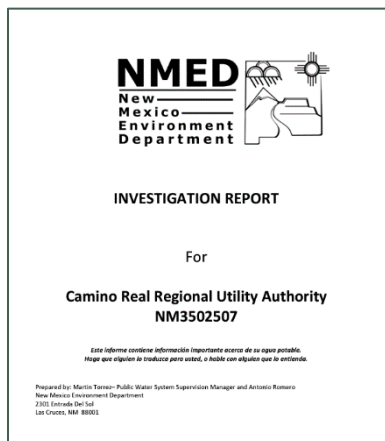 NMED
New
Mexico
Environment
Department
INVESTIGATION REPORT
For
Camino Real Regional Utility Authority
NM3502507
Este informe contiene información importante acerca de su agua potable.
Haga que alguien lo traduzca para usted, o hable con alguien que lo entienda.
Prepared by: Martin Torrez– Public Water System Supervision Manager and Antonio Romero
New Mexico Environment Department
2301 Entrada Del Sol
Las Cruces, NM 88001